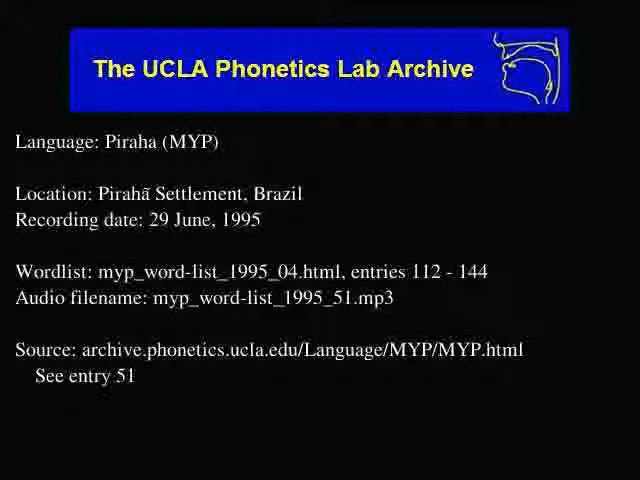 The UCLA Phonetics Lab Archive
Language: Piraha (MYP)
Location: Pirahã Settlement, Brazil
Recording date: 29 June, 1995
Wordlist: myp_word-list_1995_04.html, entries 112 - 144
Audio filename: myp_word-list_1995_51.mp3
Source: archive.phonetics.ucla.edu/Language/MYP/MYP.html
See entry 51